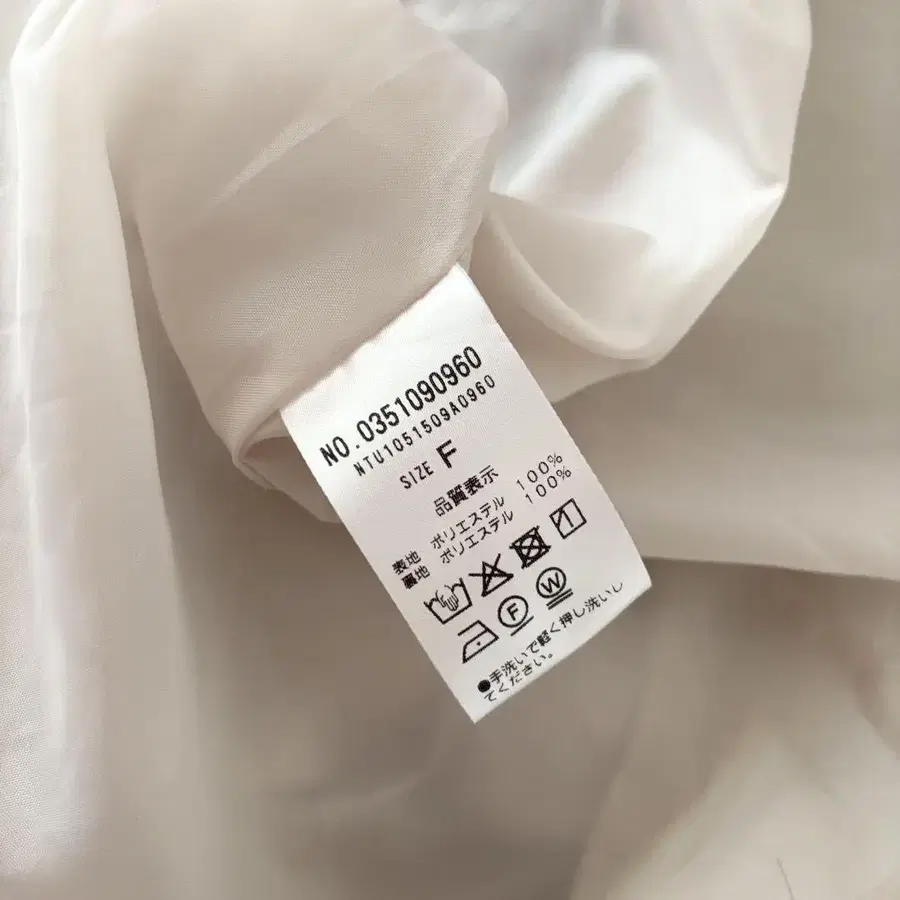 NO.0351090960
NTU1051509A0960
SIZE F
品質表示
表地 ポリエステル 100%
裏地 ポリエステル 100%
F W
●手洗いで軽く押し洗いし
てください。